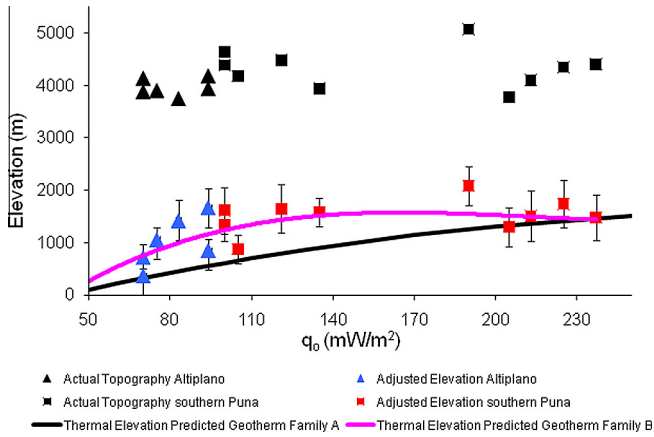 5000
4000
3000
2000
1000
0
Elevation (m)
50 80 110 140 170 200 230
q₀ (mW/m²)
Actual Topography Altiplano
Adjusted Elevation Altiplano
Actual Topography southern Puna
Adjusted Elevation southern Puna
Thermal Elevation Predicted Geotherm Family A
Thermal Elevation Predicted Geotherm Family B